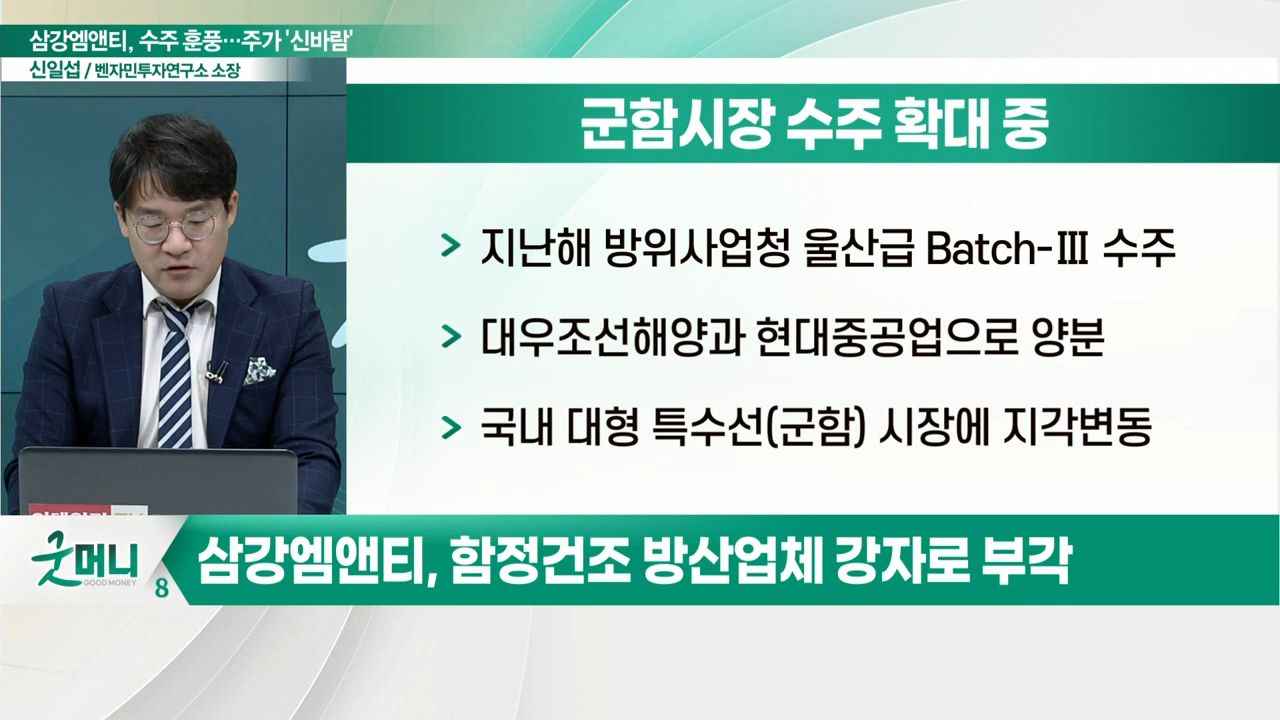 삼강엠앤티, 수주 훈풍…주가 '신바람'
신일섭 / 벤자민투자연구소 소장
군함시장 수주 확대 중
> 지난해 방위사업청 울산급 Batch-Ⅲ 수주
> 대우조선해양과 현대중공업으로 양분
> 국내 대형 특수선(군함) 시장에 지각변동
굿머니
GOOD MONEY
8
삼강엠앤티, 함정건조 방산업체 강자로 부각